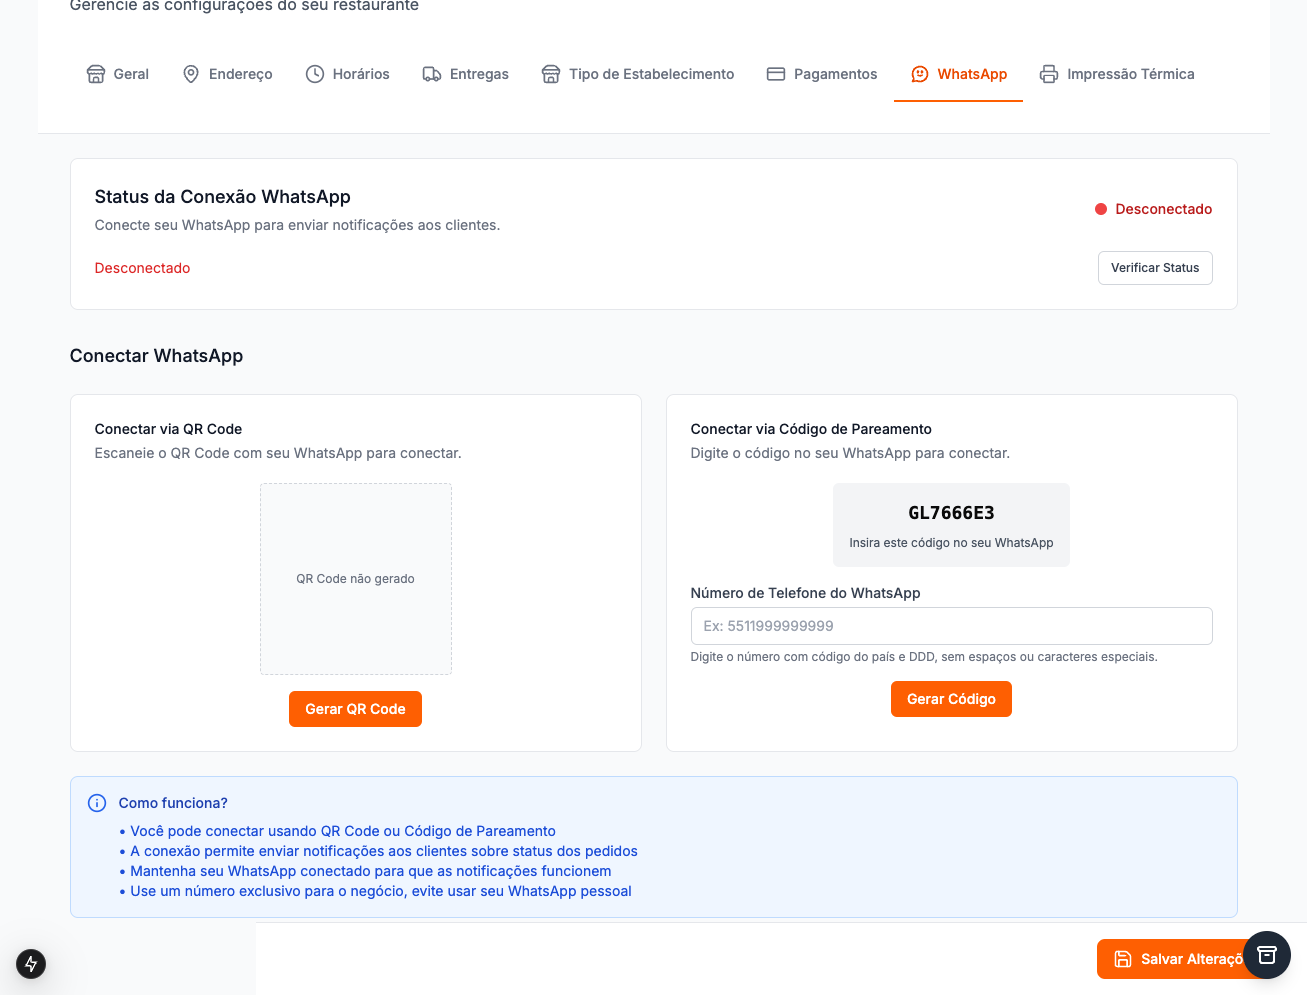 Gerencie as configurações do seu restaurante
Geral Endereço Horários Entregas Tipo de Estabelecimento Pagamentos WhatsApp Impressão Térmica
Status da Conexão WhatsApp
Conecte seu WhatsApp para enviar notificações aos clientes.
Desconectado
Desconectado
Verificar Status
Conectar WhatsApp
Conectar via QR Code
Escaneie o QR Code com seu WhatsApp para conectar.
QR Code não gerado
Gerar QR Code
Conectar via Código de Pareamento
Digite o código no seu WhatsApp para conectar.
GL7666E3
Insira este código no seu WhatsApp
Número de Telefone do WhatsApp
Ex: 5511999999999
Digite o número com código do país e DDD, sem espaços ou caracteres especiais.
Gerar Código
Como funciona?
• Você pode conectar usando QR Code ou Código de Pareamento
• A conexão permite enviar notificações aos clientes sobre status dos pedidos
• Mantenha seu WhatsApp conectado para que as notificações funcionem
• Use um número exclusivo para o negócio, evite usar seu WhatsApp pessoal
Salvar Alteraçõ